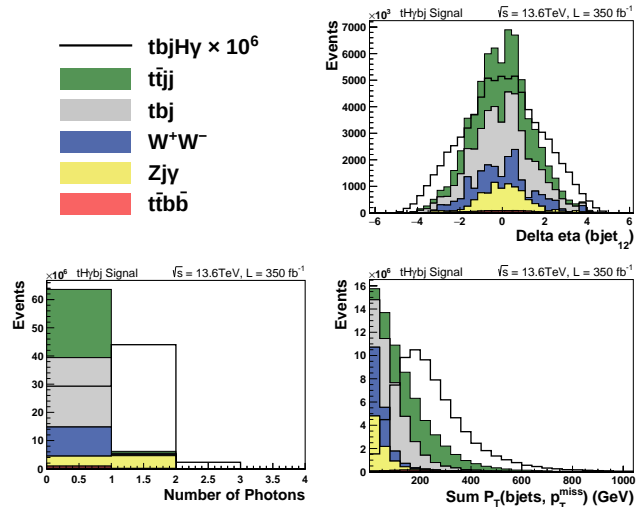 tbjHγ × 10⁶
tt̄jj
tbj
W⁺W⁻
Zjγ
tt̄bb̄
×10³ tH̄γbj Signal √s = 13.6TeV, L = 350 fb⁻¹
Events
7000
6000
5000
4000
3000
2000
1000
0
−6 −4 −2 0 2 4 6
Delta eta (bjet₁₂)
×10⁶ tHγbj Signal √s = 13.6TeV, L = 350 fb⁻¹
Events
60
50
40
30
20
10
0
0 0.5 1 1.5 2 2.5 3 3.5 4
Number of Photons
×10⁶ tHγbj Signal √s = 13.6TeV, L = 350 fb⁻¹
Events
16
14
12
10
8
6
4
2
0
200 400 600 800 1000
Sum P_T(bjets, p_T^miss) (GeV)